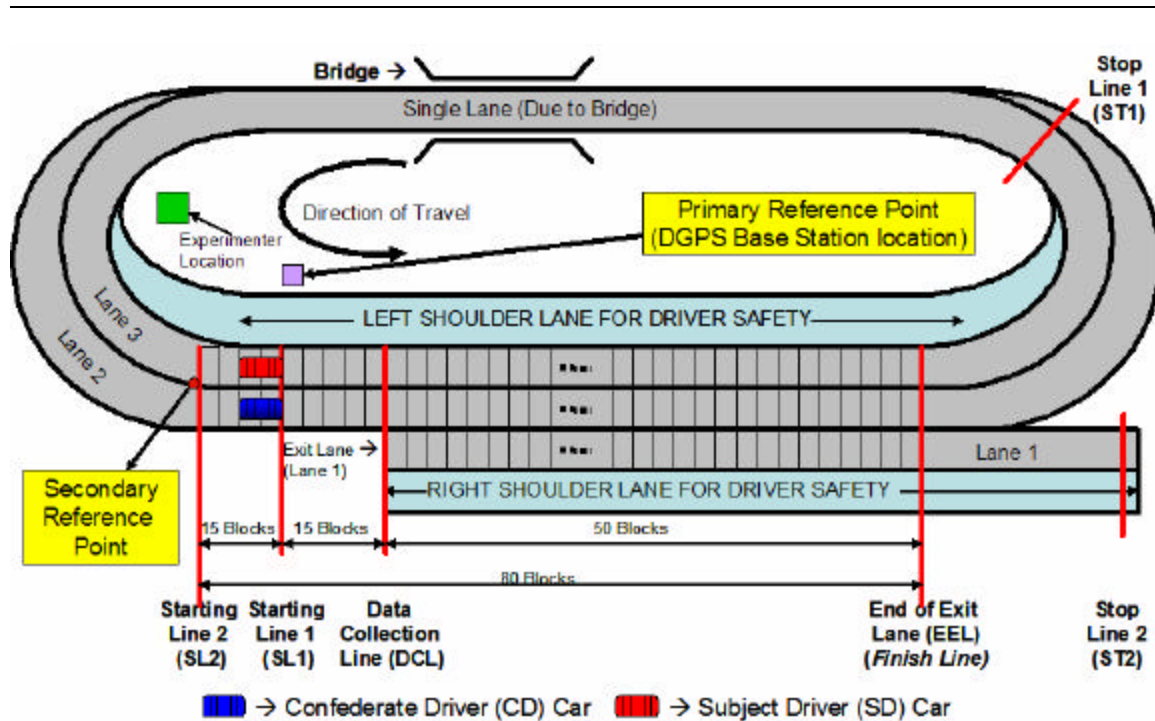 Bridge →
Stop
Line 1
(ST1)
Single Lane (Due to Bridge)
Direction of Travel
Primary Reference Point
(DGPS Base Station location)
Experimenter
Location
LEFT SHOULDER LANE FOR DRIVER SAFETY
Lane 3
Lane 2
Exit Lane →
(Lane 1)
Lane 1
RIGHT SHOULDER LANE FOR DRIVER SAFETY
Secondary
Reference
Point
15 Blocks
15 Blocks
50 Blocks
80 Blocks
Starting
Line 2
(SL2)
Starting
Line 1
(SL1)
Data
Collection
Line (DCL)
End of Exit
Lane (EEL)
(Finish Line)
Stop
Line 2
(ST2)
→ Confederate Driver (CD) Car
→ Subject Driver (SD) Car